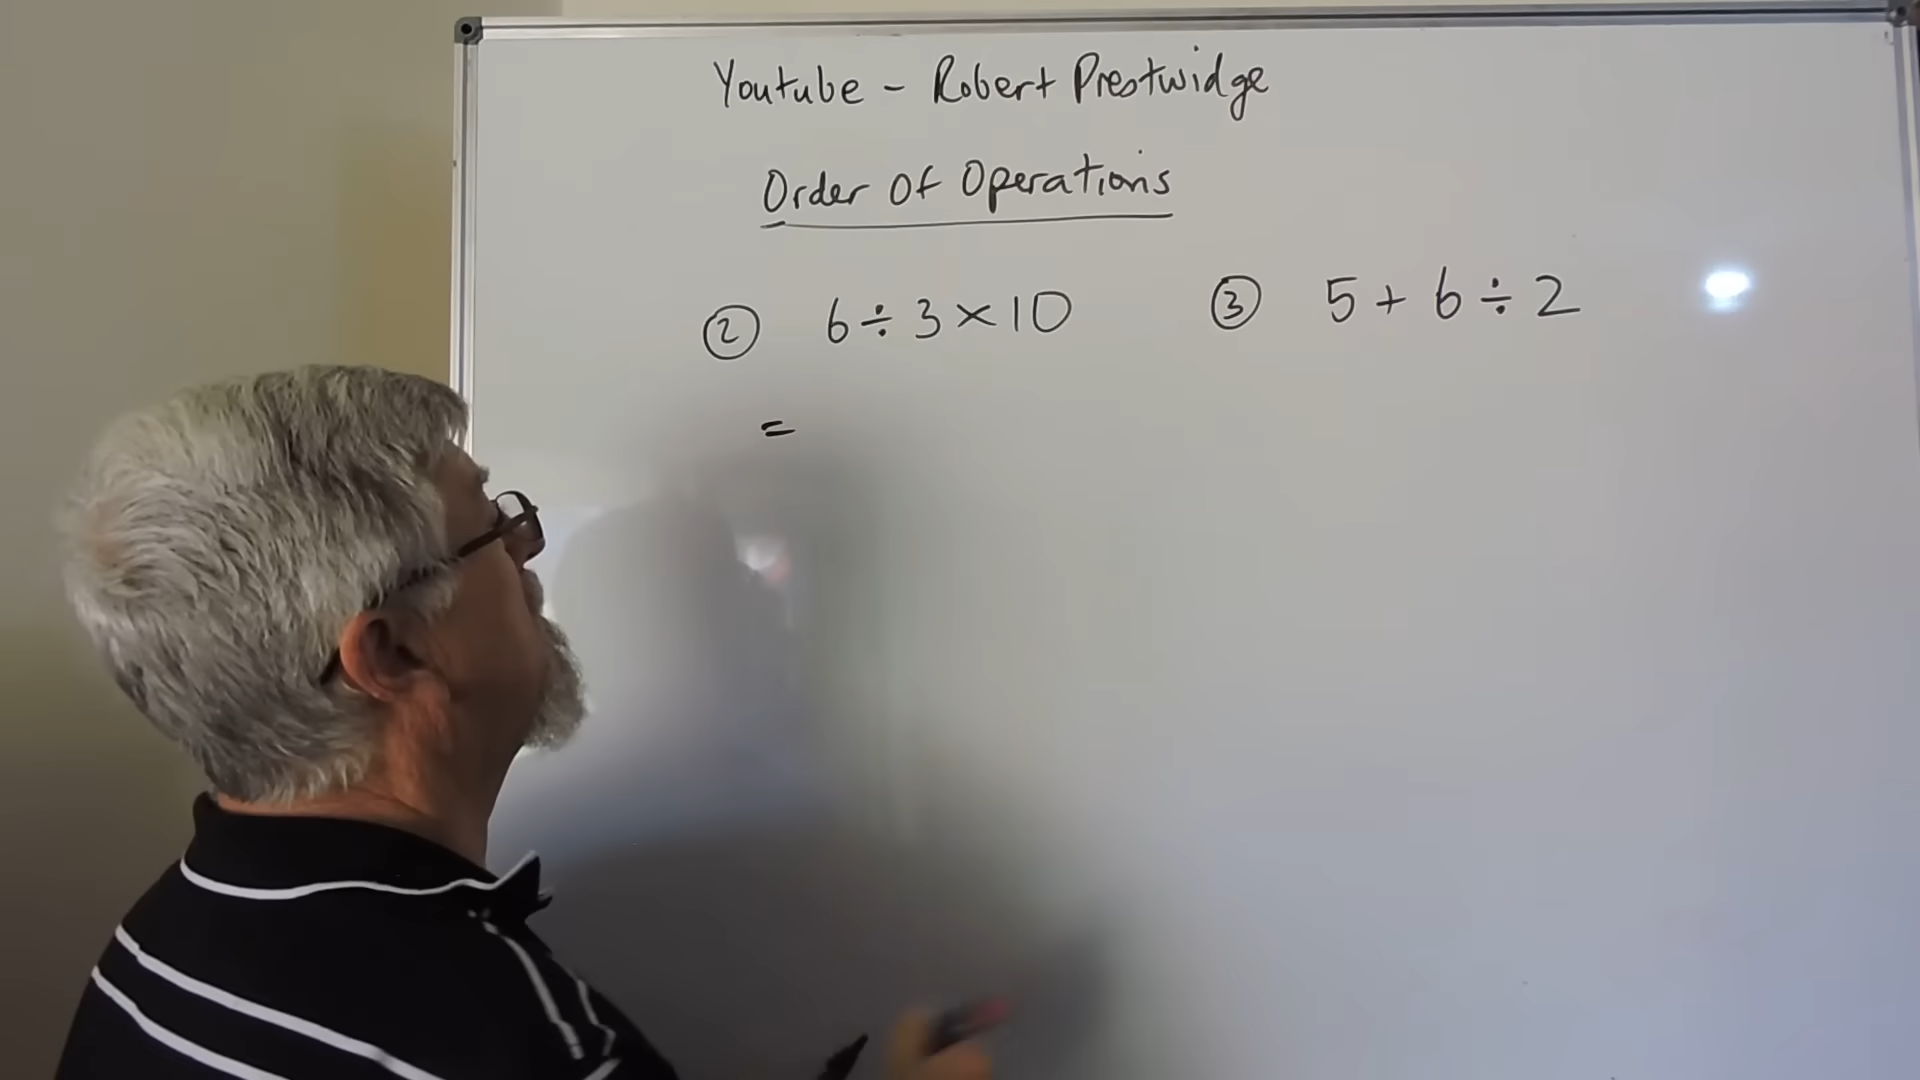 Youtube - Robert Prestwidge
Order Of Operations
② 6 ÷ 3 × 10
③ 5 + 6 ÷ 2
=